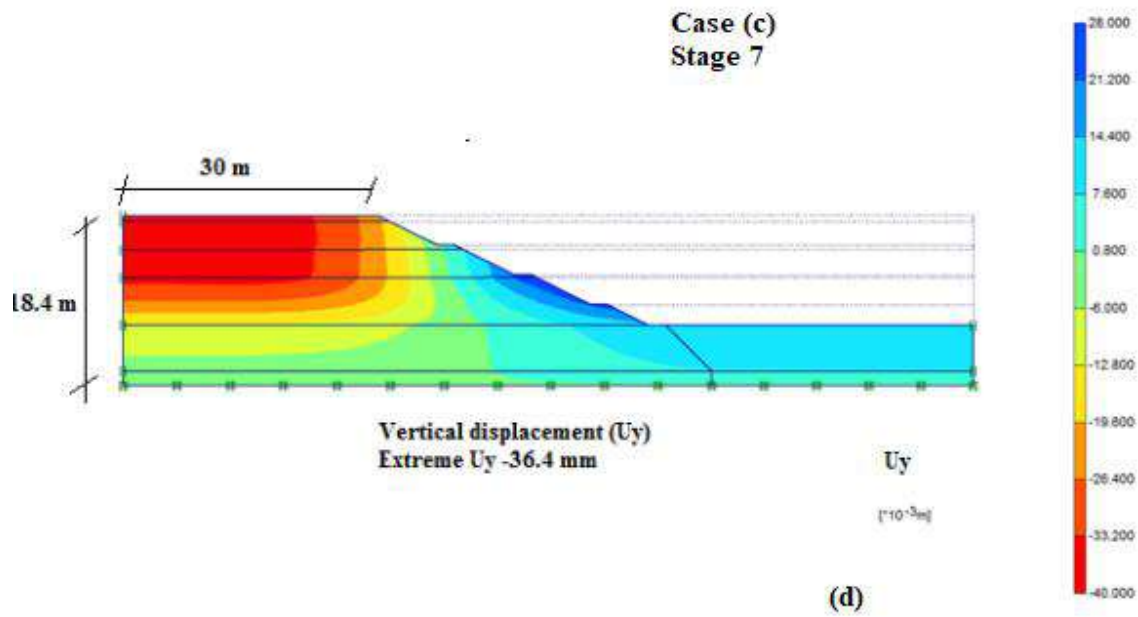 Case (c)
Stage 7
30 m
18.4 m
Vertical displacement (Uy)
Extreme Uy -36.4 mm
Uy
[*10⁻³m]
(d)
28.000
21.200
14.400
7.600
0.800
-6.000
-12.800
-19.600
-26.400
-33.200
-40.000